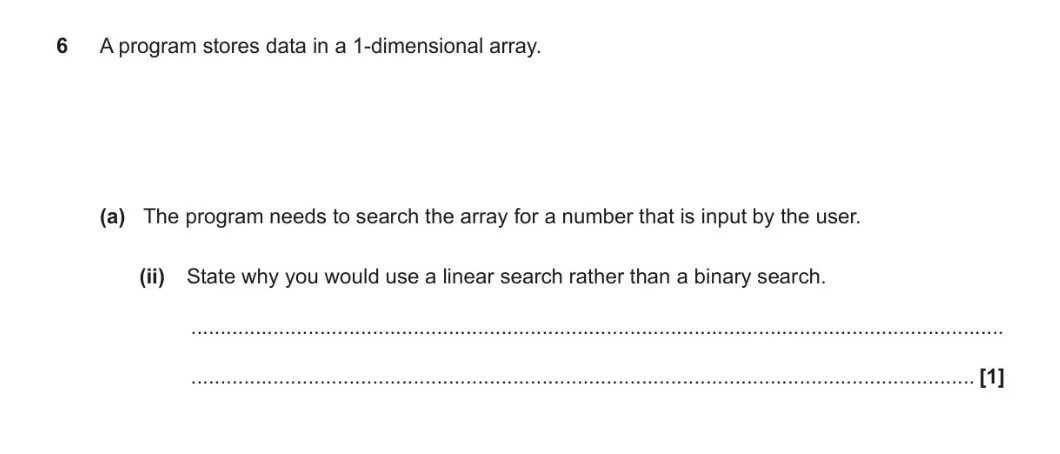 6 A program stores data in a 1-dimensional array.
(a) The program needs to search the array for a number that is input by the user.
(ii) State why you would use a linear search rather than a binary search.
...................................................................................................................................
............................................................................................................................... [1]